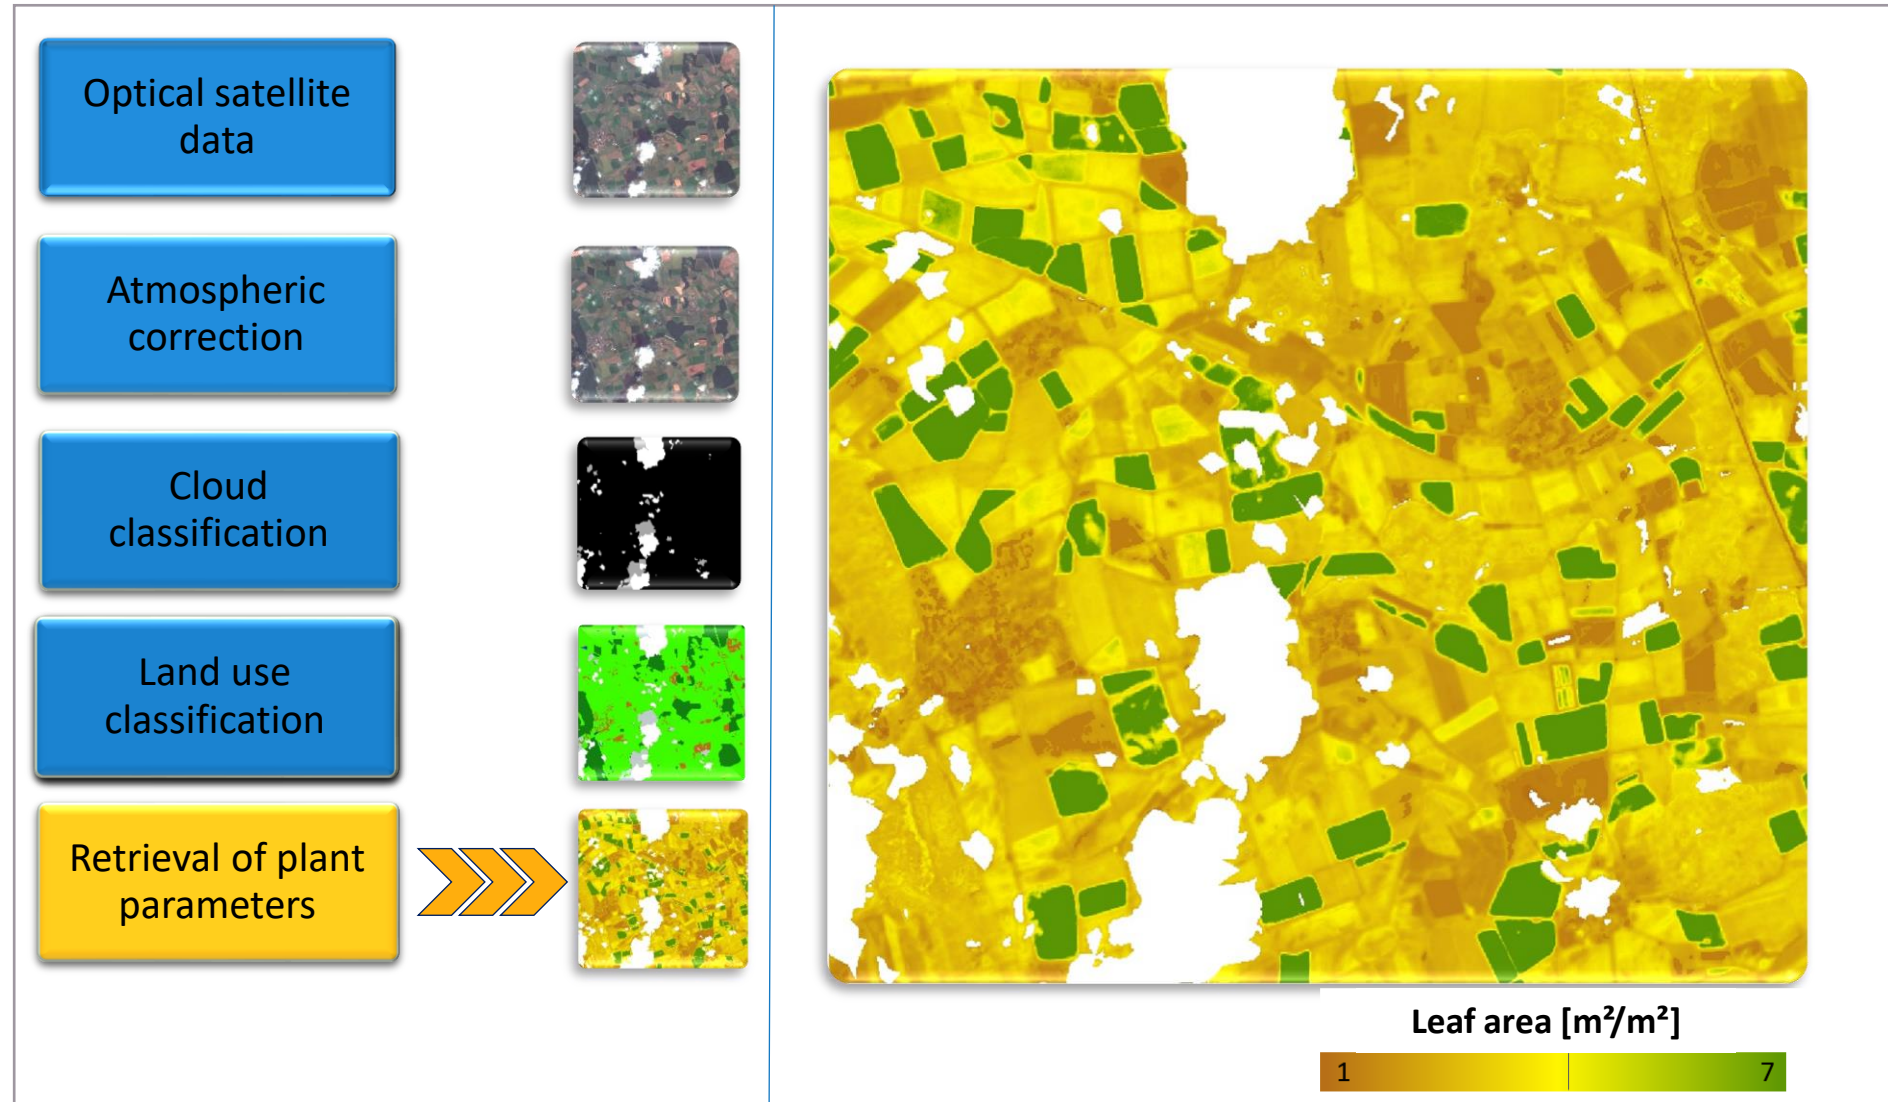 Optical satellite
data
Atmospheric
correction
Cloud
classification
Land use
classification
Retrieval of plant
parameters
Leaf area [m²/m²]
1 7